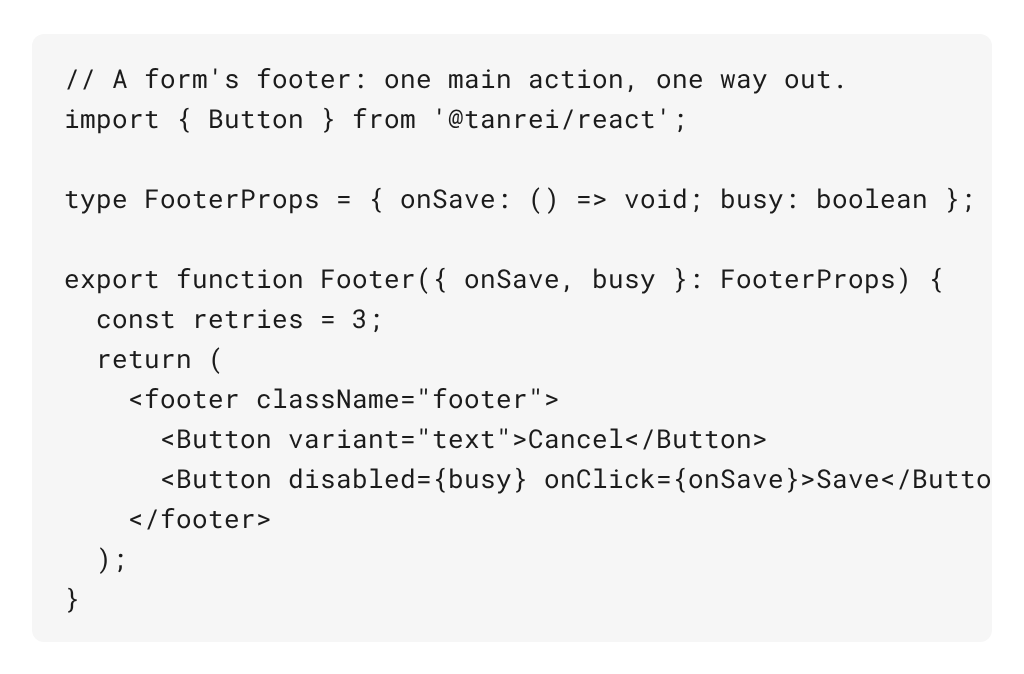 // A form's footer: one main action, one way out.
import { Button } from '@tanrei/react';

type FooterProps = { onSave: () => void; busy: boolean };

export function Footer({ onSave, busy }: FooterProps) {
  const retries = 3;
  return (
    <footer className="footer">
      <Button variant="text">Cancel</Button>
      <Button disabled={busy} onClick={onSave}>Save</Butto
    </footer>
  );
}